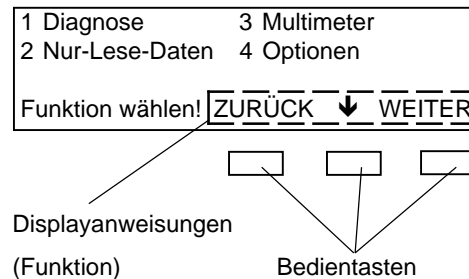 1 Diagnose 3 Multimeter
2 Nur-Lese-Daten 4 Optionen
Funktion wählen! ZURÜCK 🡻 WEITER
Displayanweisungen
(Funktion) Bedientasten